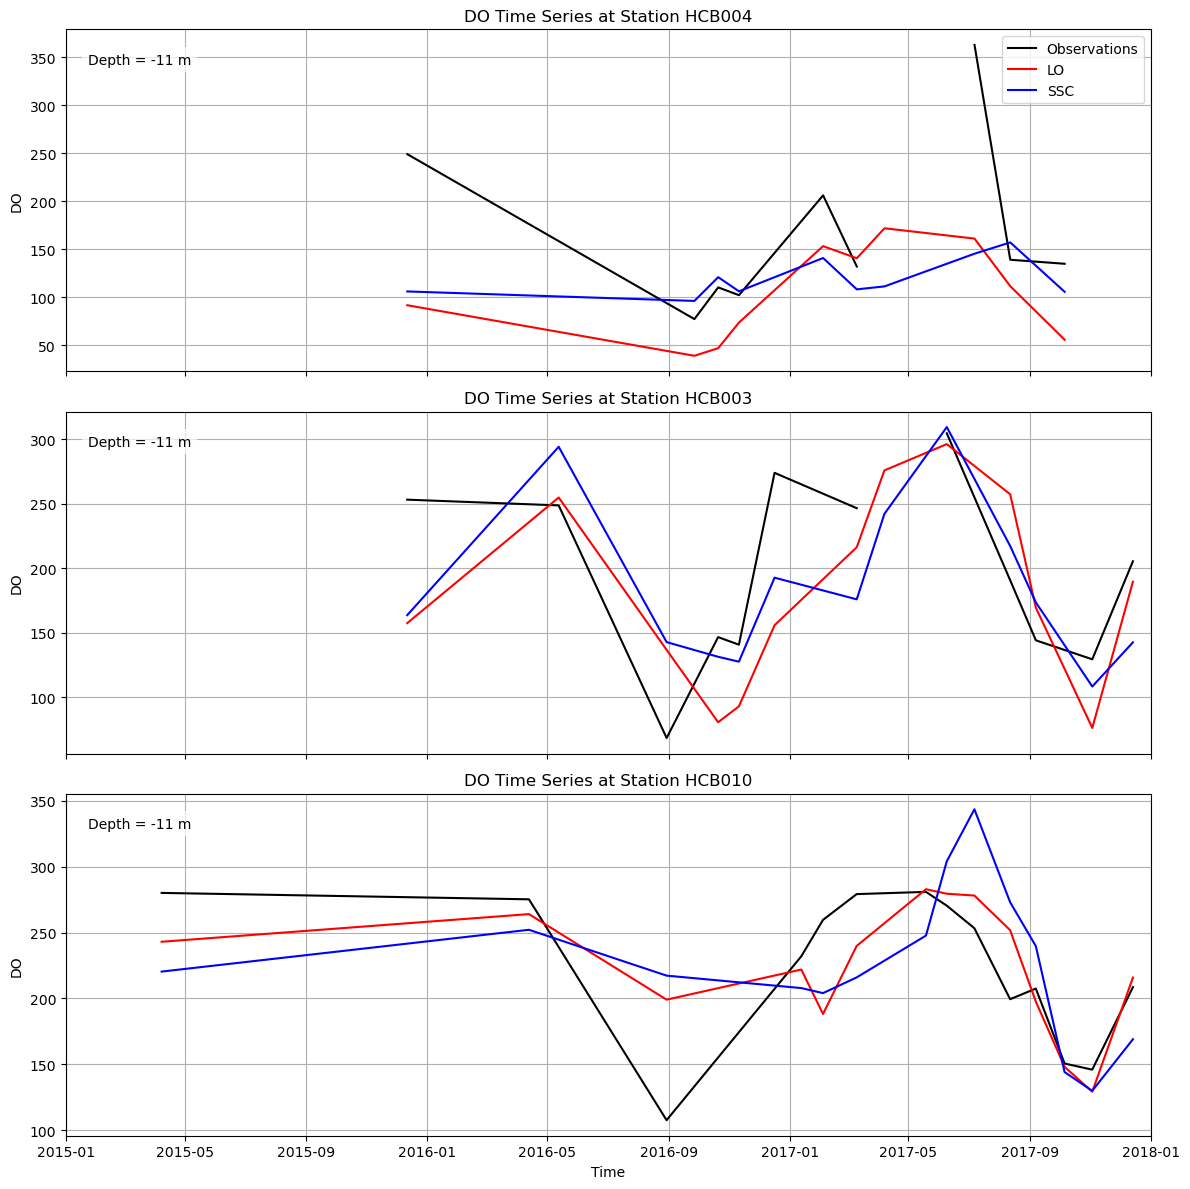 DO Time Series at Station HCB004
Depth = -11 m
Observations
LO
SSC
350
300
250
200
150
100
50
DO
DO Time Series at Station HCB003
Depth = -11 m
300
250
200
150
100
DO
DO Time Series at Station HCB010
Depth = -11 m
350
300
250
200
150
100
DO
2015-01 2015-05 2015-09 2016-01 2016-05 2016-09 2017-01 2017-05 2017-09 2018-01
Time